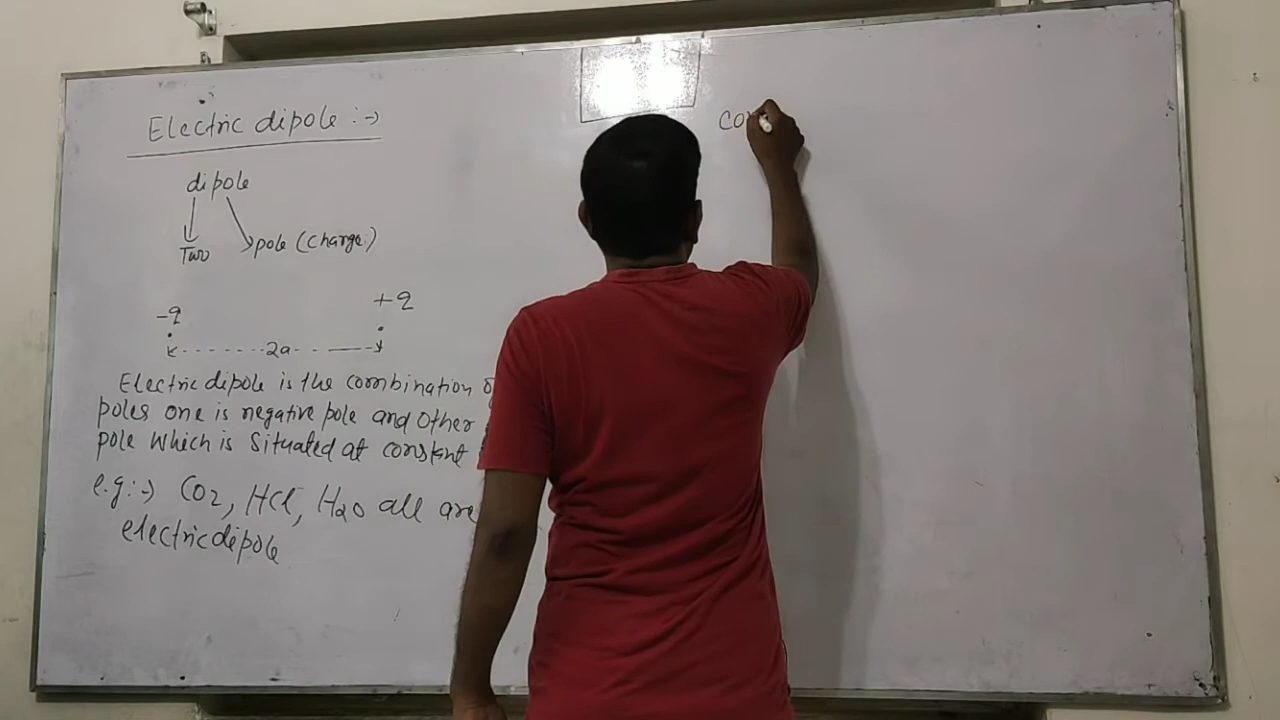 Electric dipole :->
dipole
Two
pole (charge)
-q
+q
2a
Electric dipole is the combination
poles one is negative pole and other
pole which is situated at constant
e.g :-> CO2, HCl, H2O all are
electric dipole